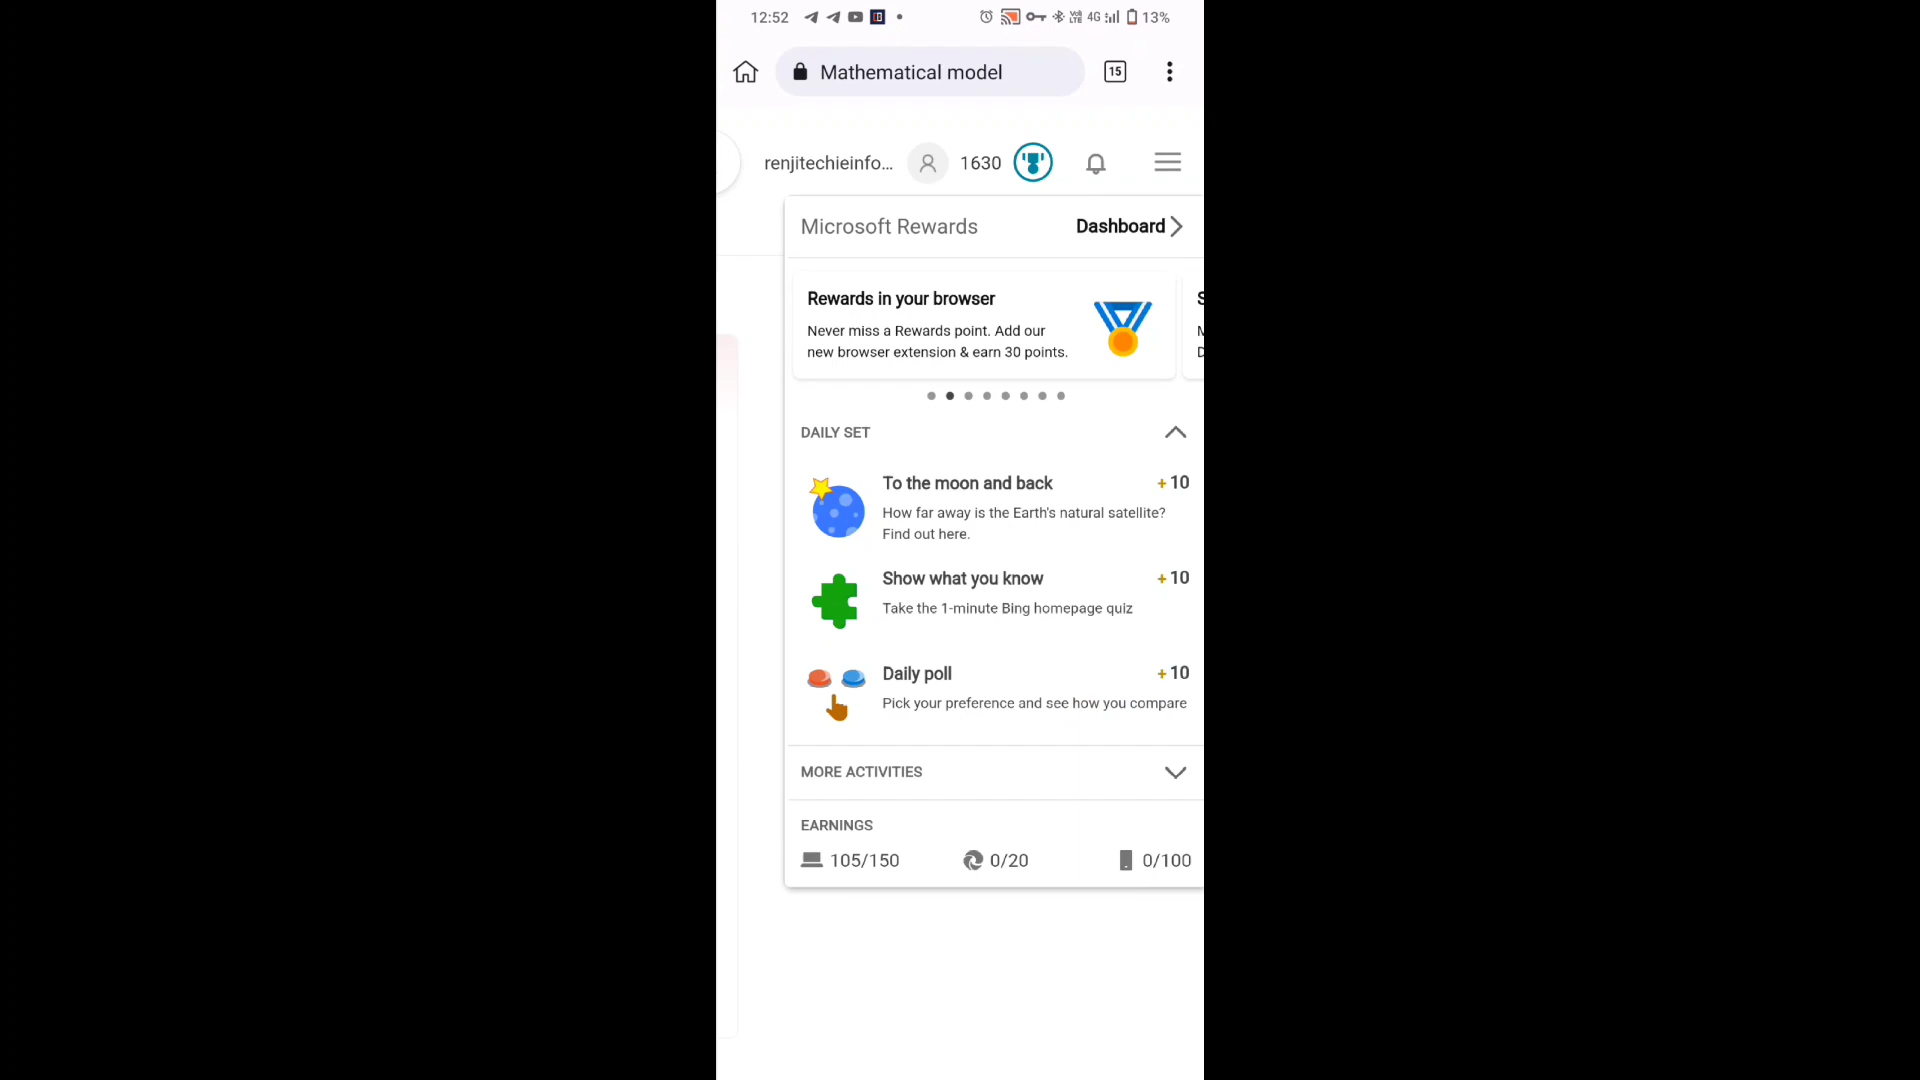 12:52
4G 13%
Mathematical model
15
renjitechieinfo...
1630
Microsoft Rewards
Dashboard
Rewards in your browser
Never miss a Rewards point. Add our
new browser extension & earn 30 points.
S
M
D
DAILY SET
To the moon and back
+10
How far away is the Earth's natural satellite?
Find out here.
Show what you know
+10
Take the 1-minute Bing homepage quiz
Daily poll
+10
Pick your preference and see how you compare
MORE ACTIVITIES
EARNINGS
105/150
0/20
0/100